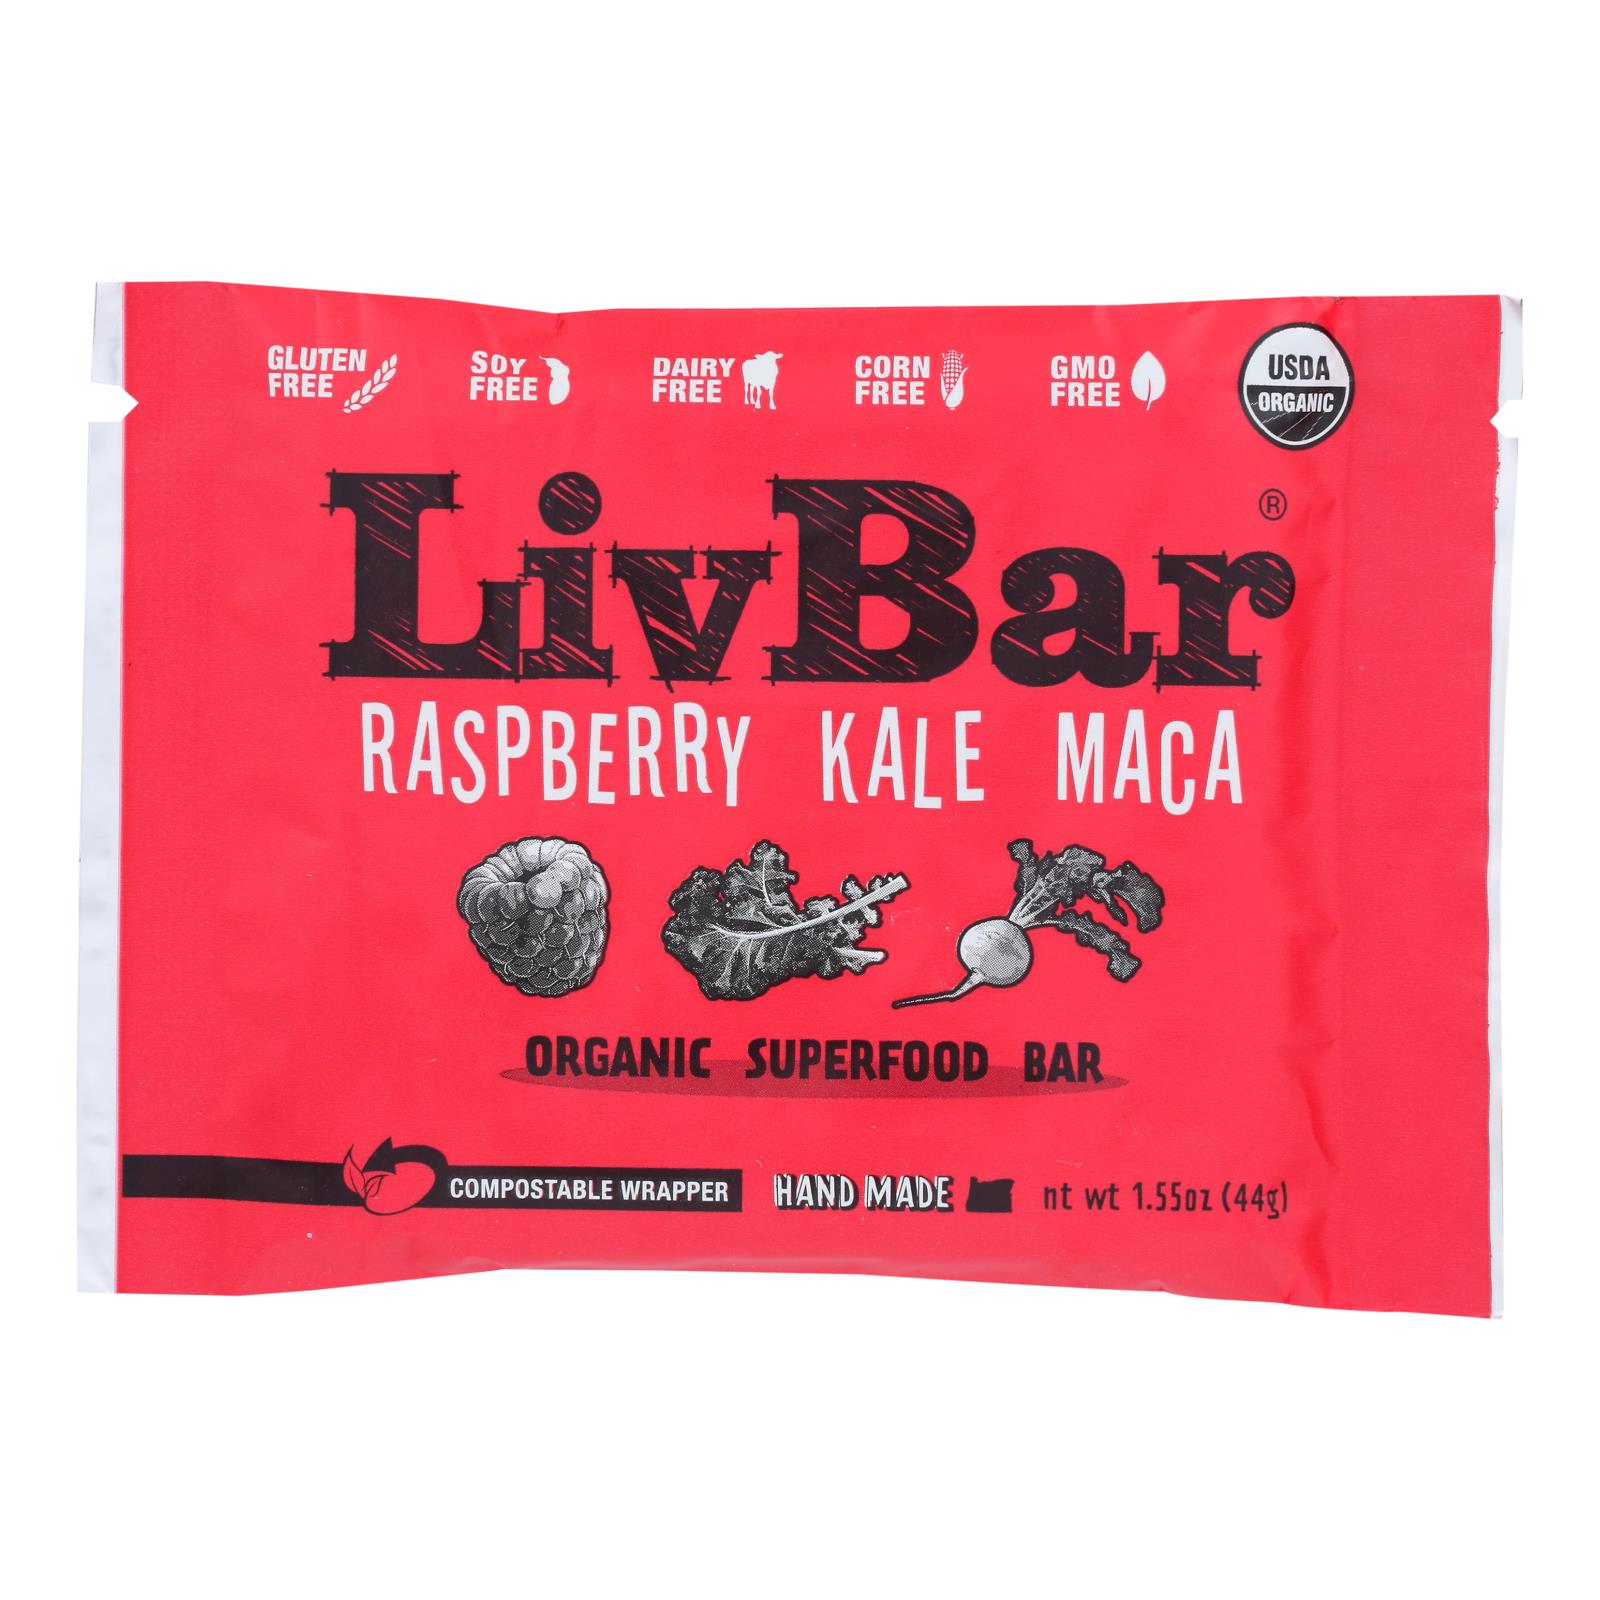 GLUTEN FREE
SOY FREE
DAIRY FREE
CORN FREE
GMO FREE
USDA ORGANIC
LivBar ®
RASPBERRY KALE MACA
ORGANIC SUPERFOOD BAR
COMPOSTABLE WRAPPER
HAND MADE
nt wt 1.55oz (44g)